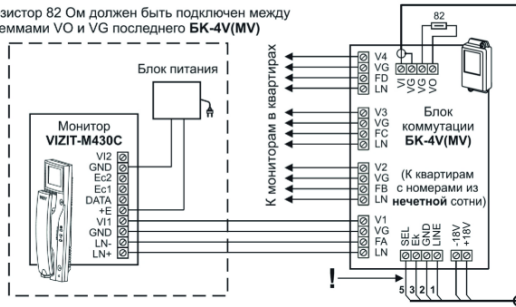 зистор 82 Ом должен быть подключен между
еммами VO и VG последнего БК-4V(MV)
Блок питания
Монитор
VIZIT-M430C
VI2
GND
Ec2
Ec1
DATA
+E
VI1
GND
LN-
LN+
К мониторам в квартирах
V4
VG
FD
LN
V3
VG
FC
LN
V2
VG
FB
LN
V1
VG
FA
LN
82
VI
VG
VG
VO
Блок
коммутации
БК-4V(MV)
(К квартирам
с номерами из
нечетной сотни)
SEL
Ek
GND
LINE
-18V
+18V
!
5 3 2 1